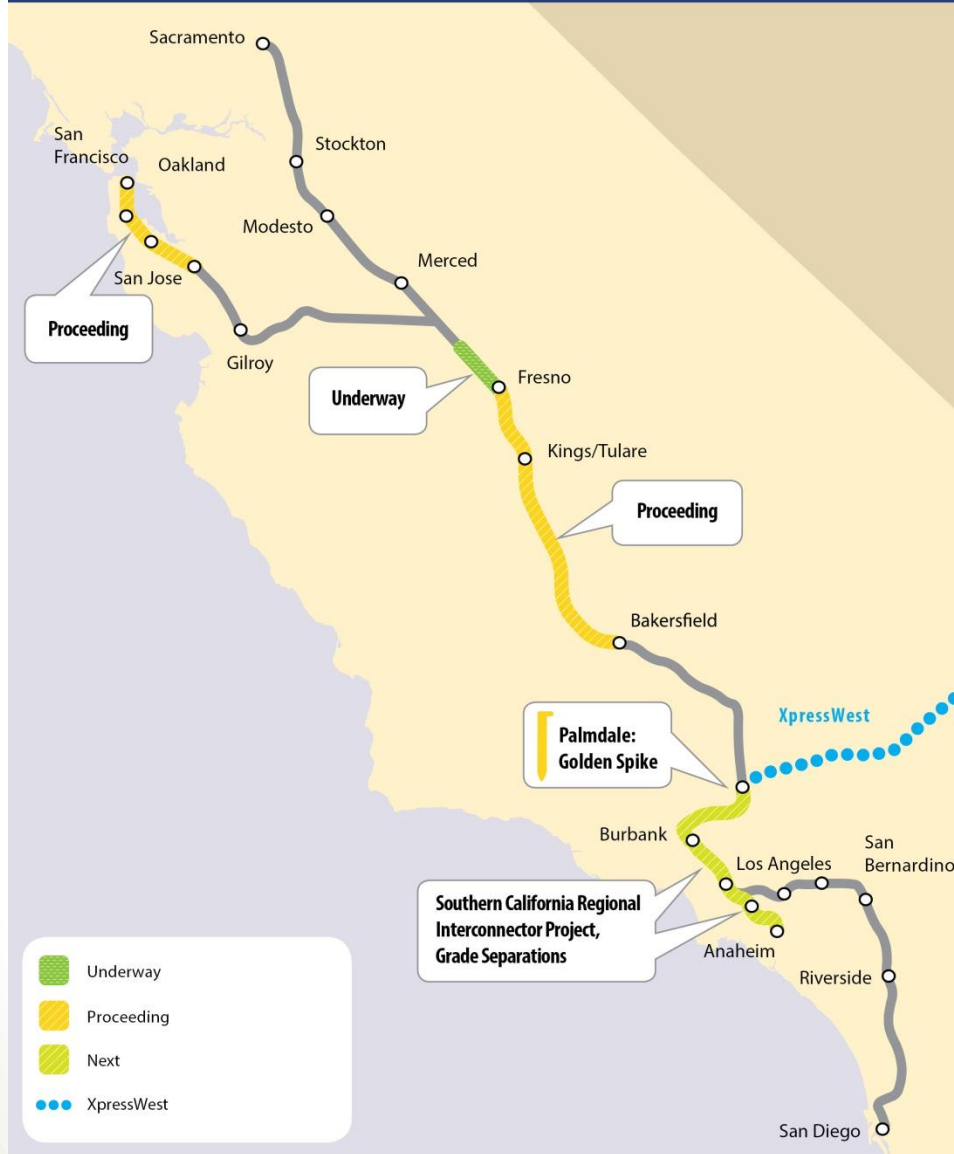 Sacramento
Stockton
San
Francisco
Oakland
Modesto
Merced
San Jose
Proceeding
Gilroy
Underway
Fresno
Kings/Tulare
Proceeding
Bakersfield
XpressWest
Palmdale:
Golden Spike
Burbank
Los Angeles
San
Bernardino
Southern California Regional
Interconnector Project,
Grade Separations
Anaheim
Riverside
San Diego
Underway
Proceeding
Next
XpressWest